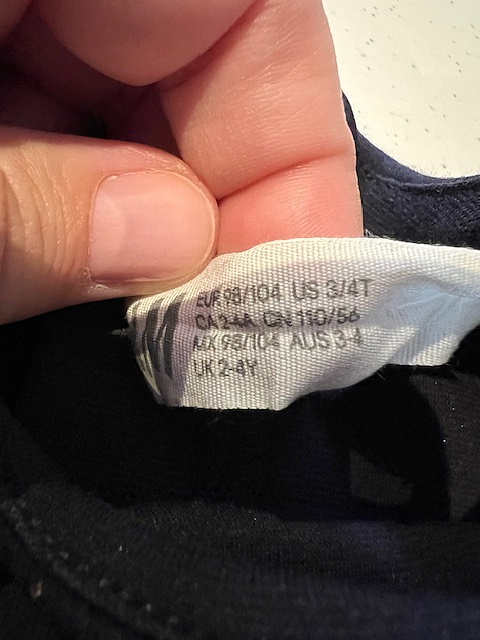 EUR 98/104 US 3/4T
CA 2-4A CN 110/56
MX 98/104 AUS 3-4
UK 2-4Y